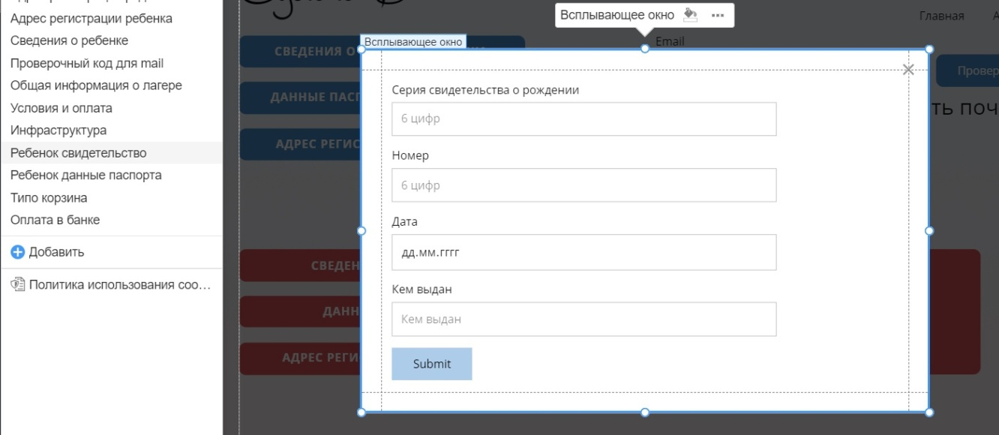 Адрес регистрации ребенка
Сведения о ребенке
Проверочный код для mail
Общая информация о лагере
Условия и оплата
Инфраструктура
Ребенок свидетельство
Ребенок данные паспорта
Типо корзина
Оплата в банке
Добавить
Политика использования соо...
Всплывающее окно
Главная
Email
Всплывающее окно
СВЕДЕНИЯ О
Провер
ДАННЫЕ ПАСП
ть поч
АДРЕС РЕГИС
Серия свидетельства о рождении
6 цифр
Номер
6 цифр
Дата
дд.мм.гггг
Кем выдан
Кем выдан
Submit
СВЕДЕН
ДАНН
АДРЕС РЕГИ